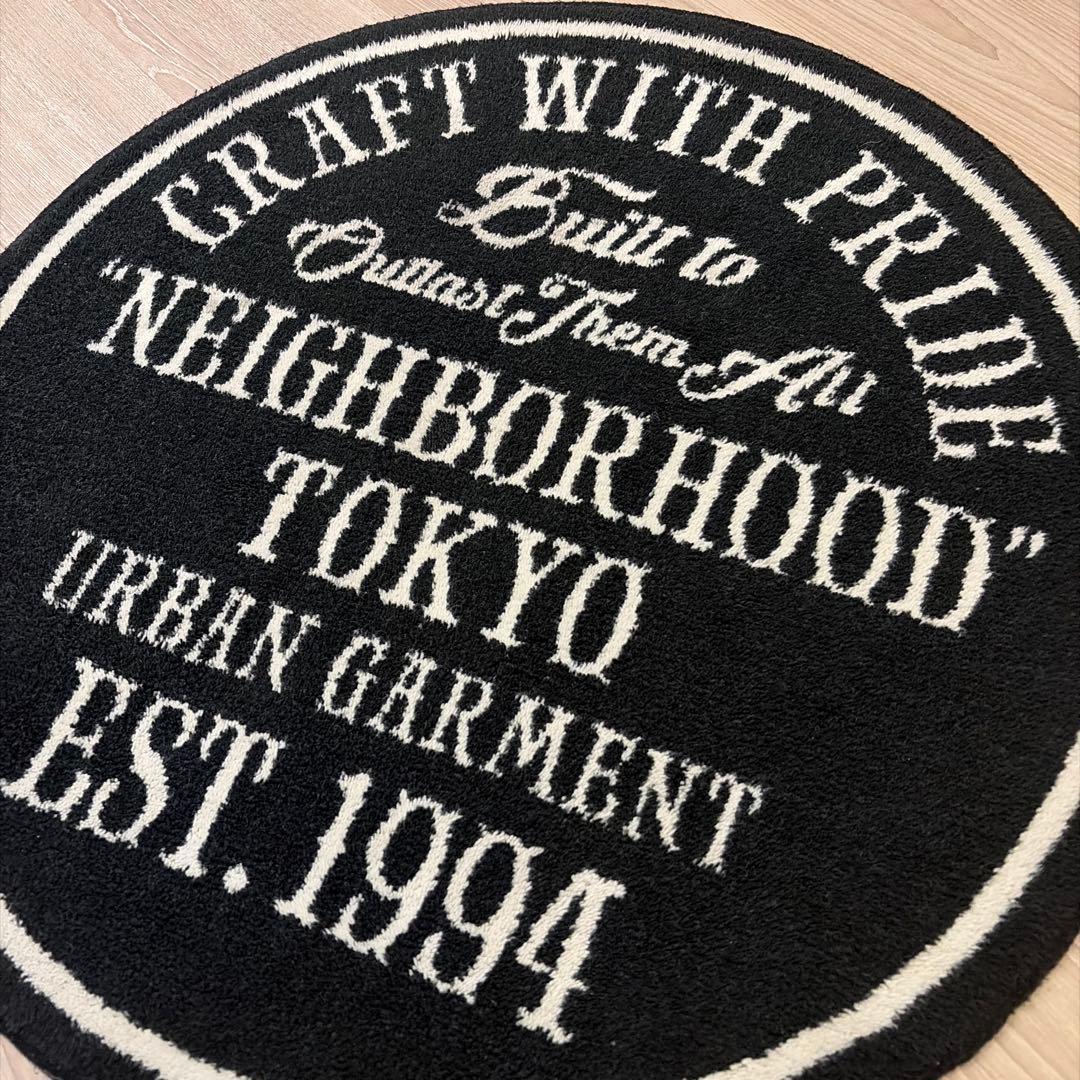 CRAFT WITH PRIDE
Built to
Outlast Them All
"NEIGHBORHOOD"
TOKYO
URBAN GARMENT
EST. 1994